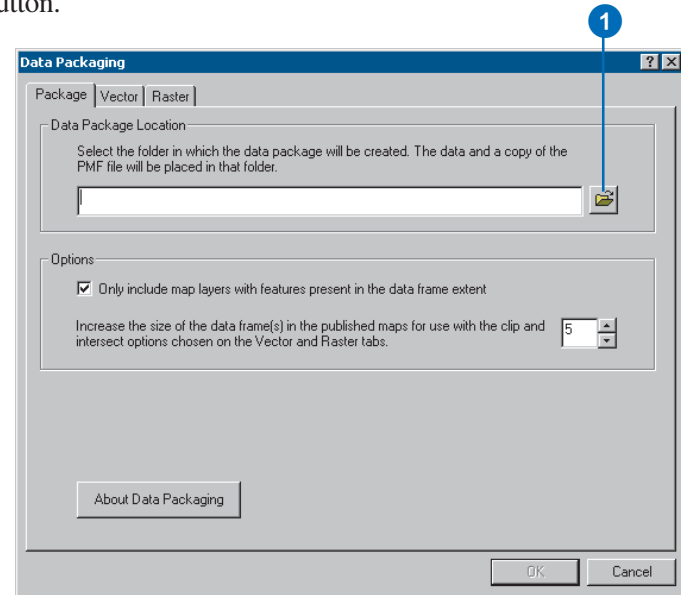 utton.
1
Data Packaging
Package Vector Raster
Data Package Location
Select the folder in which the data package will be created. The data and a copy of the
PMF file will be placed in that folder.
Options
Only include map layers with features present in the data frame extent
Increase the size of the data frame(s) in the published maps for use with the clip and
intersect options chosen on the Vector and Raster tabs.
5
About Data Packaging
OK Cancel